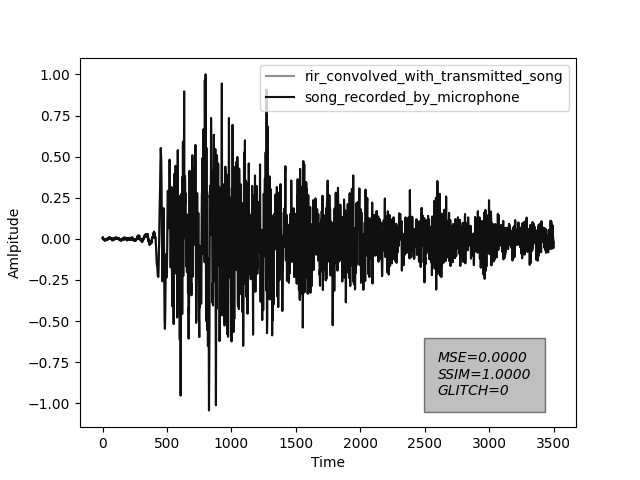 rir_convolved_with_transmitted_song
song_recorded_by_microphone
1.00
0.75
0.50
0.25
0.00
−0.25
−0.50
−0.75
−1.00
Amlpitude
MSE=0.0000
SSIM=1.0000
GLITCH=0
0 500 1000 1500 2000 2500 3000 3500
Time